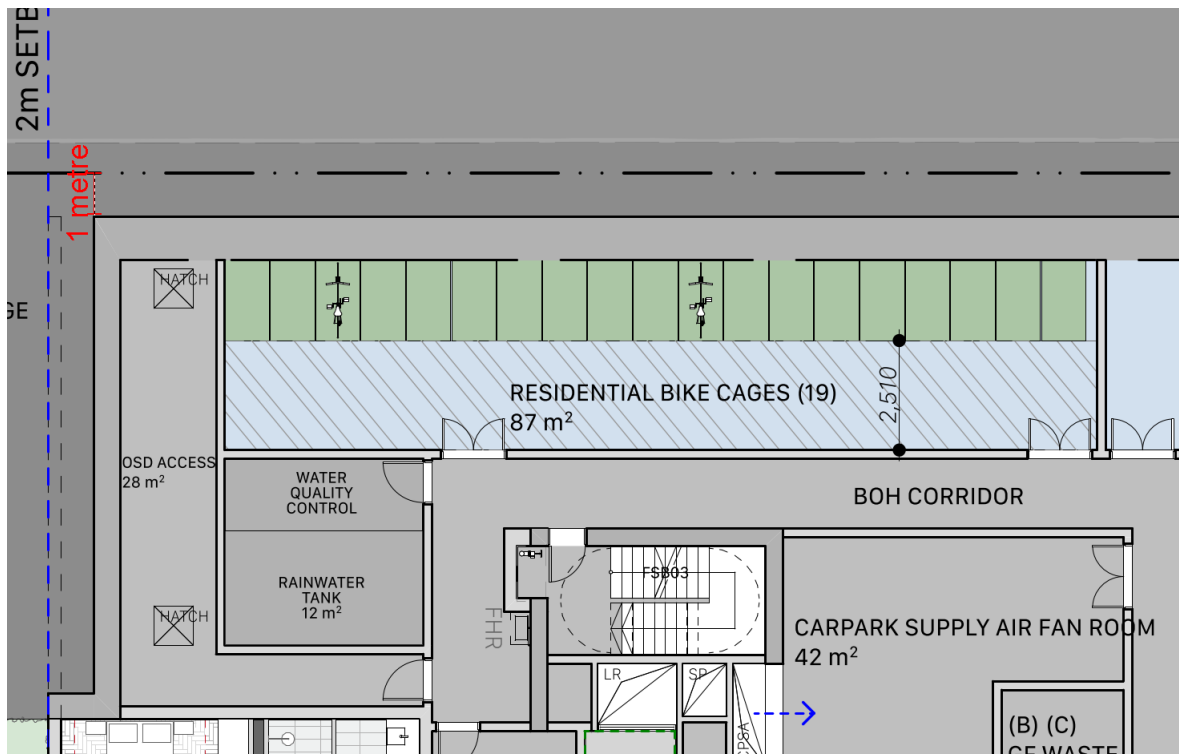 2m SETB
1 metre
HATCH
GE
RESIDENTIAL BIKE CAGES (19)
87 m²
2,510
OSD ACCESS
28 m²
WATER
QUALITY
CONTROL
BOH CORRIDOR
RAINWATER
TANK
12 m²
HATCH
FSB03
FHR
CARPARK SUPPLY AIR FAN ROOM
42 m²
LR
SP
CPSA
(B) (C)
GE WASTE